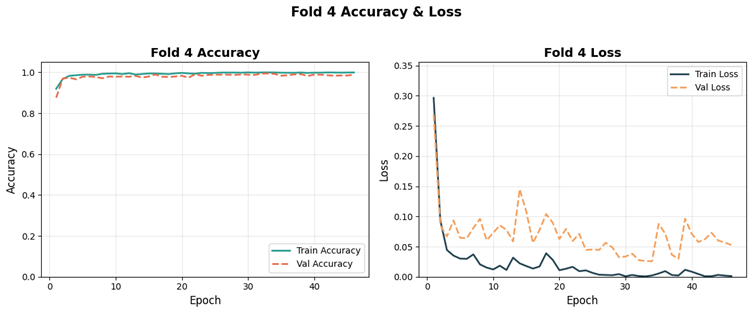 Fold 4 Accuracy & Loss
Fold 4 Accuracy
1.0
0.8
0.6
0.4
0.2
0.0
Accuracy
0
10
20
30
40
Epoch
Train Accuracy
Val Accuracy
Fold 4 Loss
0.35
0.30
0.25
0.20
0.15
0.10
0.05
0.00
Loss
0
10
20
30
40
Epoch
Train Loss
Val Loss